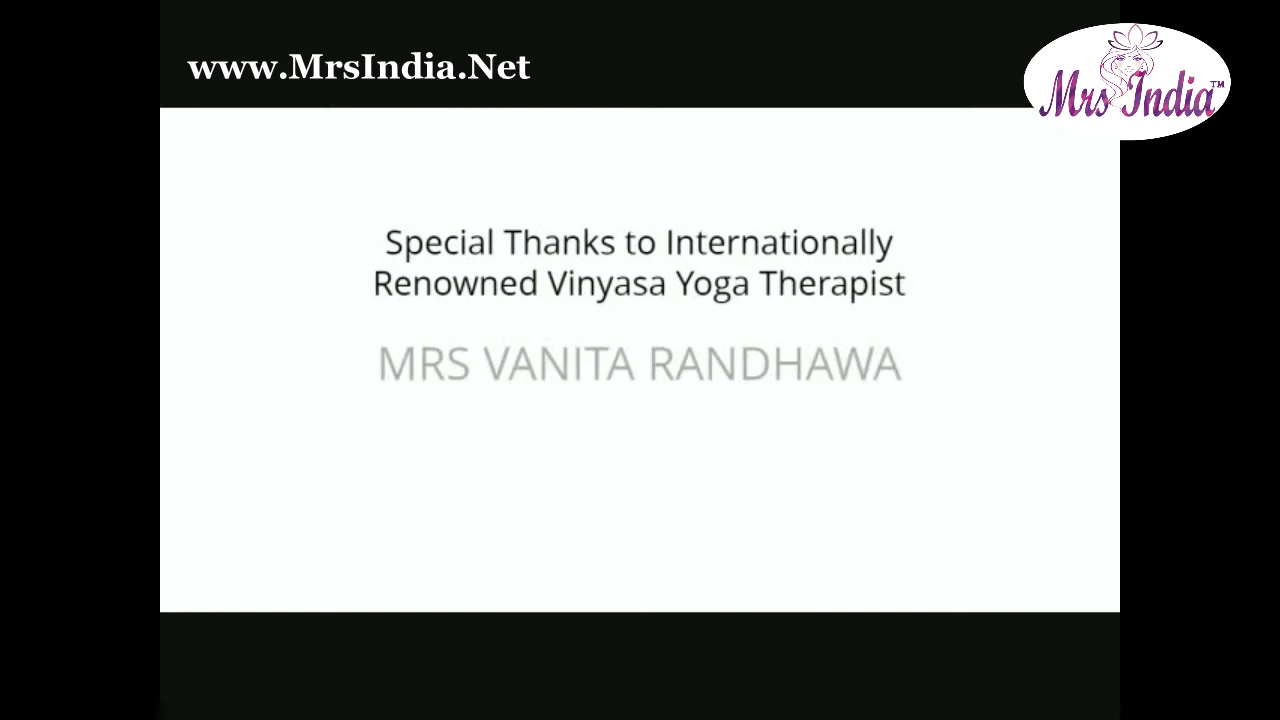 www.MrsIndia.Net
Mrs India™
Special Thanks to Internationally
Renowned Vinyasa Yoga Therapist
MRS VANITA RANDHAWA